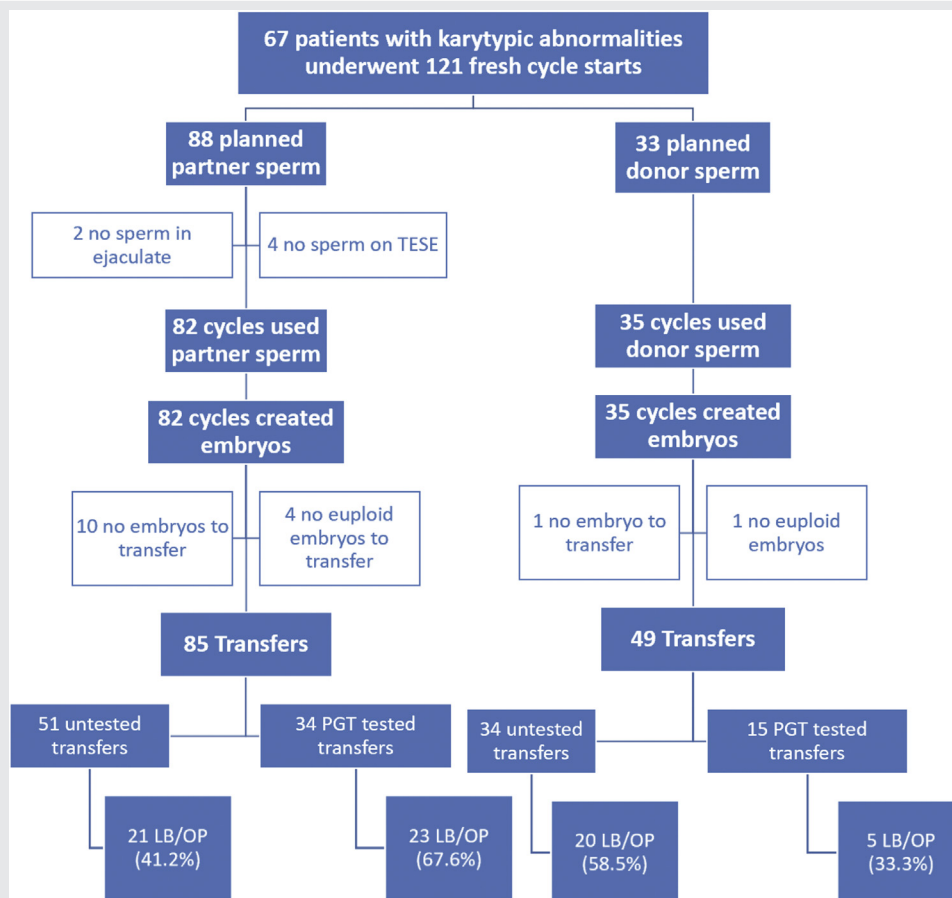 67 patients with karytypic abnormalities
underwent 121 fresh cycle starts
88 planned
partner sperm
33 planned
donor sperm
2 no sperm in
ejaculate
4 no sperm on TESE
82 cycles used
partner sperm
35 cycles used
donor sperm
82 cycles created
embryos
35 cycles created
embryos
10 no embryos to
transfer
4 no euploid
embryos to
transfer
1 no embryo to
transfer
1 no euploid
embryos
85 Transfers
49 Transfers
51 untested
transfers
34 PGT tested
transfers
34 untested
transfers
15 PGT tested
transfers
21 LB/OP
(41.2%)
23 LB/OP
(67.6%)
20 LB/OP
(58.5%)
5 LB/OP
(33.3%)